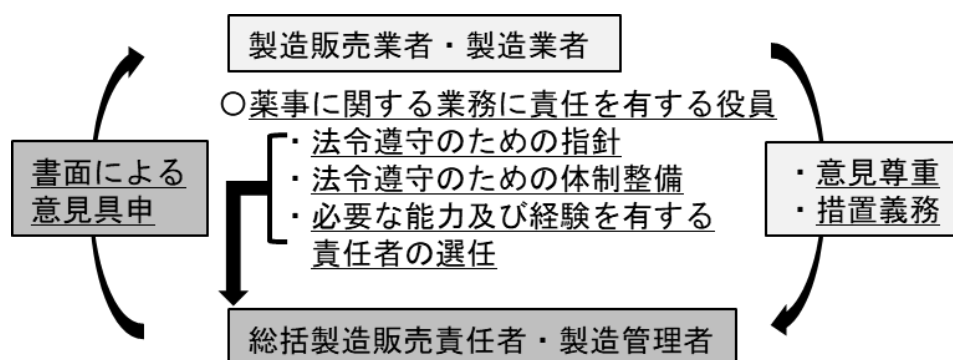 製造販売業者・製造業者
○薬事に関する業務に責任を有する役員
・法令遵守のための指針
・法令遵守のための体制整備
・必要な能力及び経験を有する
責任者の選任
書面による
意見具申
・意見尊重
・措置義務
総括製造販売責任者・製造管理者